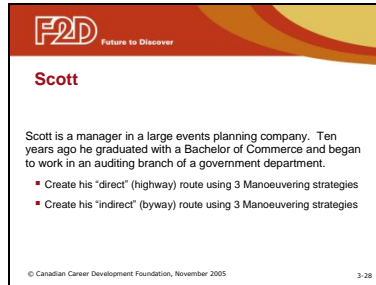 F2D Future to Discover
Scott
Scott is a manager in a large events planning company. Ten
years ago he graduated with a Bachelor of Commerce and began
to work in an auditing branch of a government department.
▪ Create his "direct" (highway) route using 3 Manoeuvering strategies
▪ Create his "indirect" (byway) route using 3 Manoeuvering strategies
© Canadian Career Development Foundation, November 2005 3-28